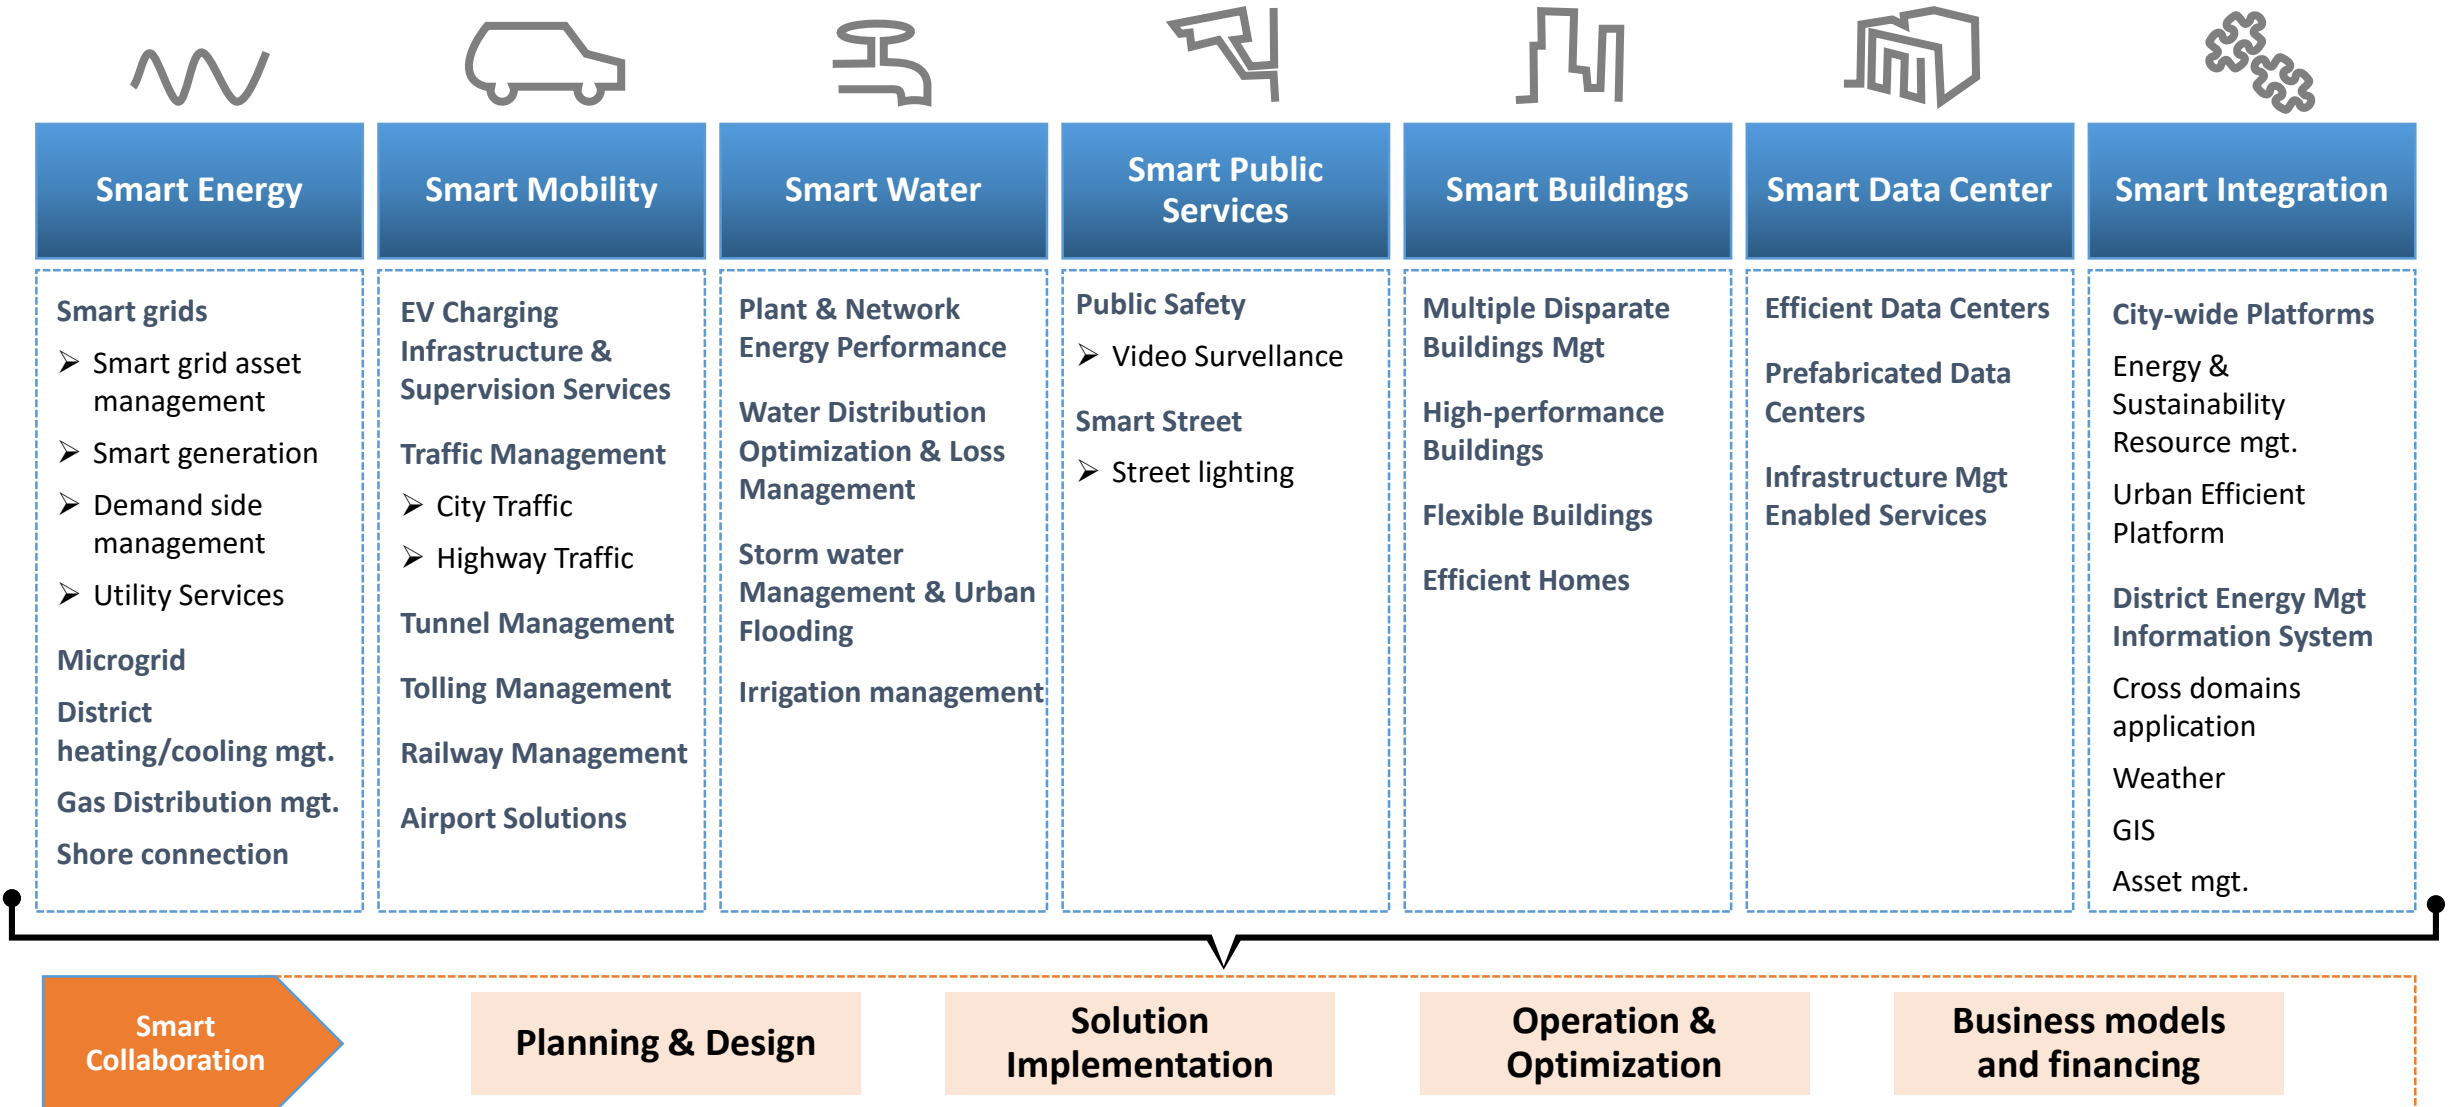 Smart Energy
Smart Mobility
Smart Water
Smart Public
Services
Smart Buildings
Smart Data Center
Smart Integration
Smart grids
Smart grid asset
management
Smart generation
Demand side
management
Utility Services
Microgrid
District
heating/cooling mgt.
Gas Distribution mgt.
Shore connection
EV Charging
Infrastructure &
Supervision Services
Traffic Management
City Traffic
Highway Traffic
Tunnel Management
Tolling Management
Railway Management
Airport Solutions
Plant & Network
Energy Performance
Water Distribution
Optimization & Loss
Management
Storm water
Management & Urban
Flooding
Irrigation management
Public Safety
Video Survellance
Smart Street
Street lighting
Multiple Disparate
Buildings Mgt
High-performance
Buildings
Flexible Buildings
Efficient Homes
Efficient Data Centers
Prefabricated Data
Centers
Infrastructure Mgt
Enabled Services
City-wide Platforms
Energy &
Sustainability
Resource mgt.
Urban Efficient
Platform
District Energy Mgt
Information System
Cross domains
application
Weather
GIS
Asset mgt.
Smart
Collaboration
Planning & Design
Solution
Implementation
Operation &
Optimization
Business models
and financing